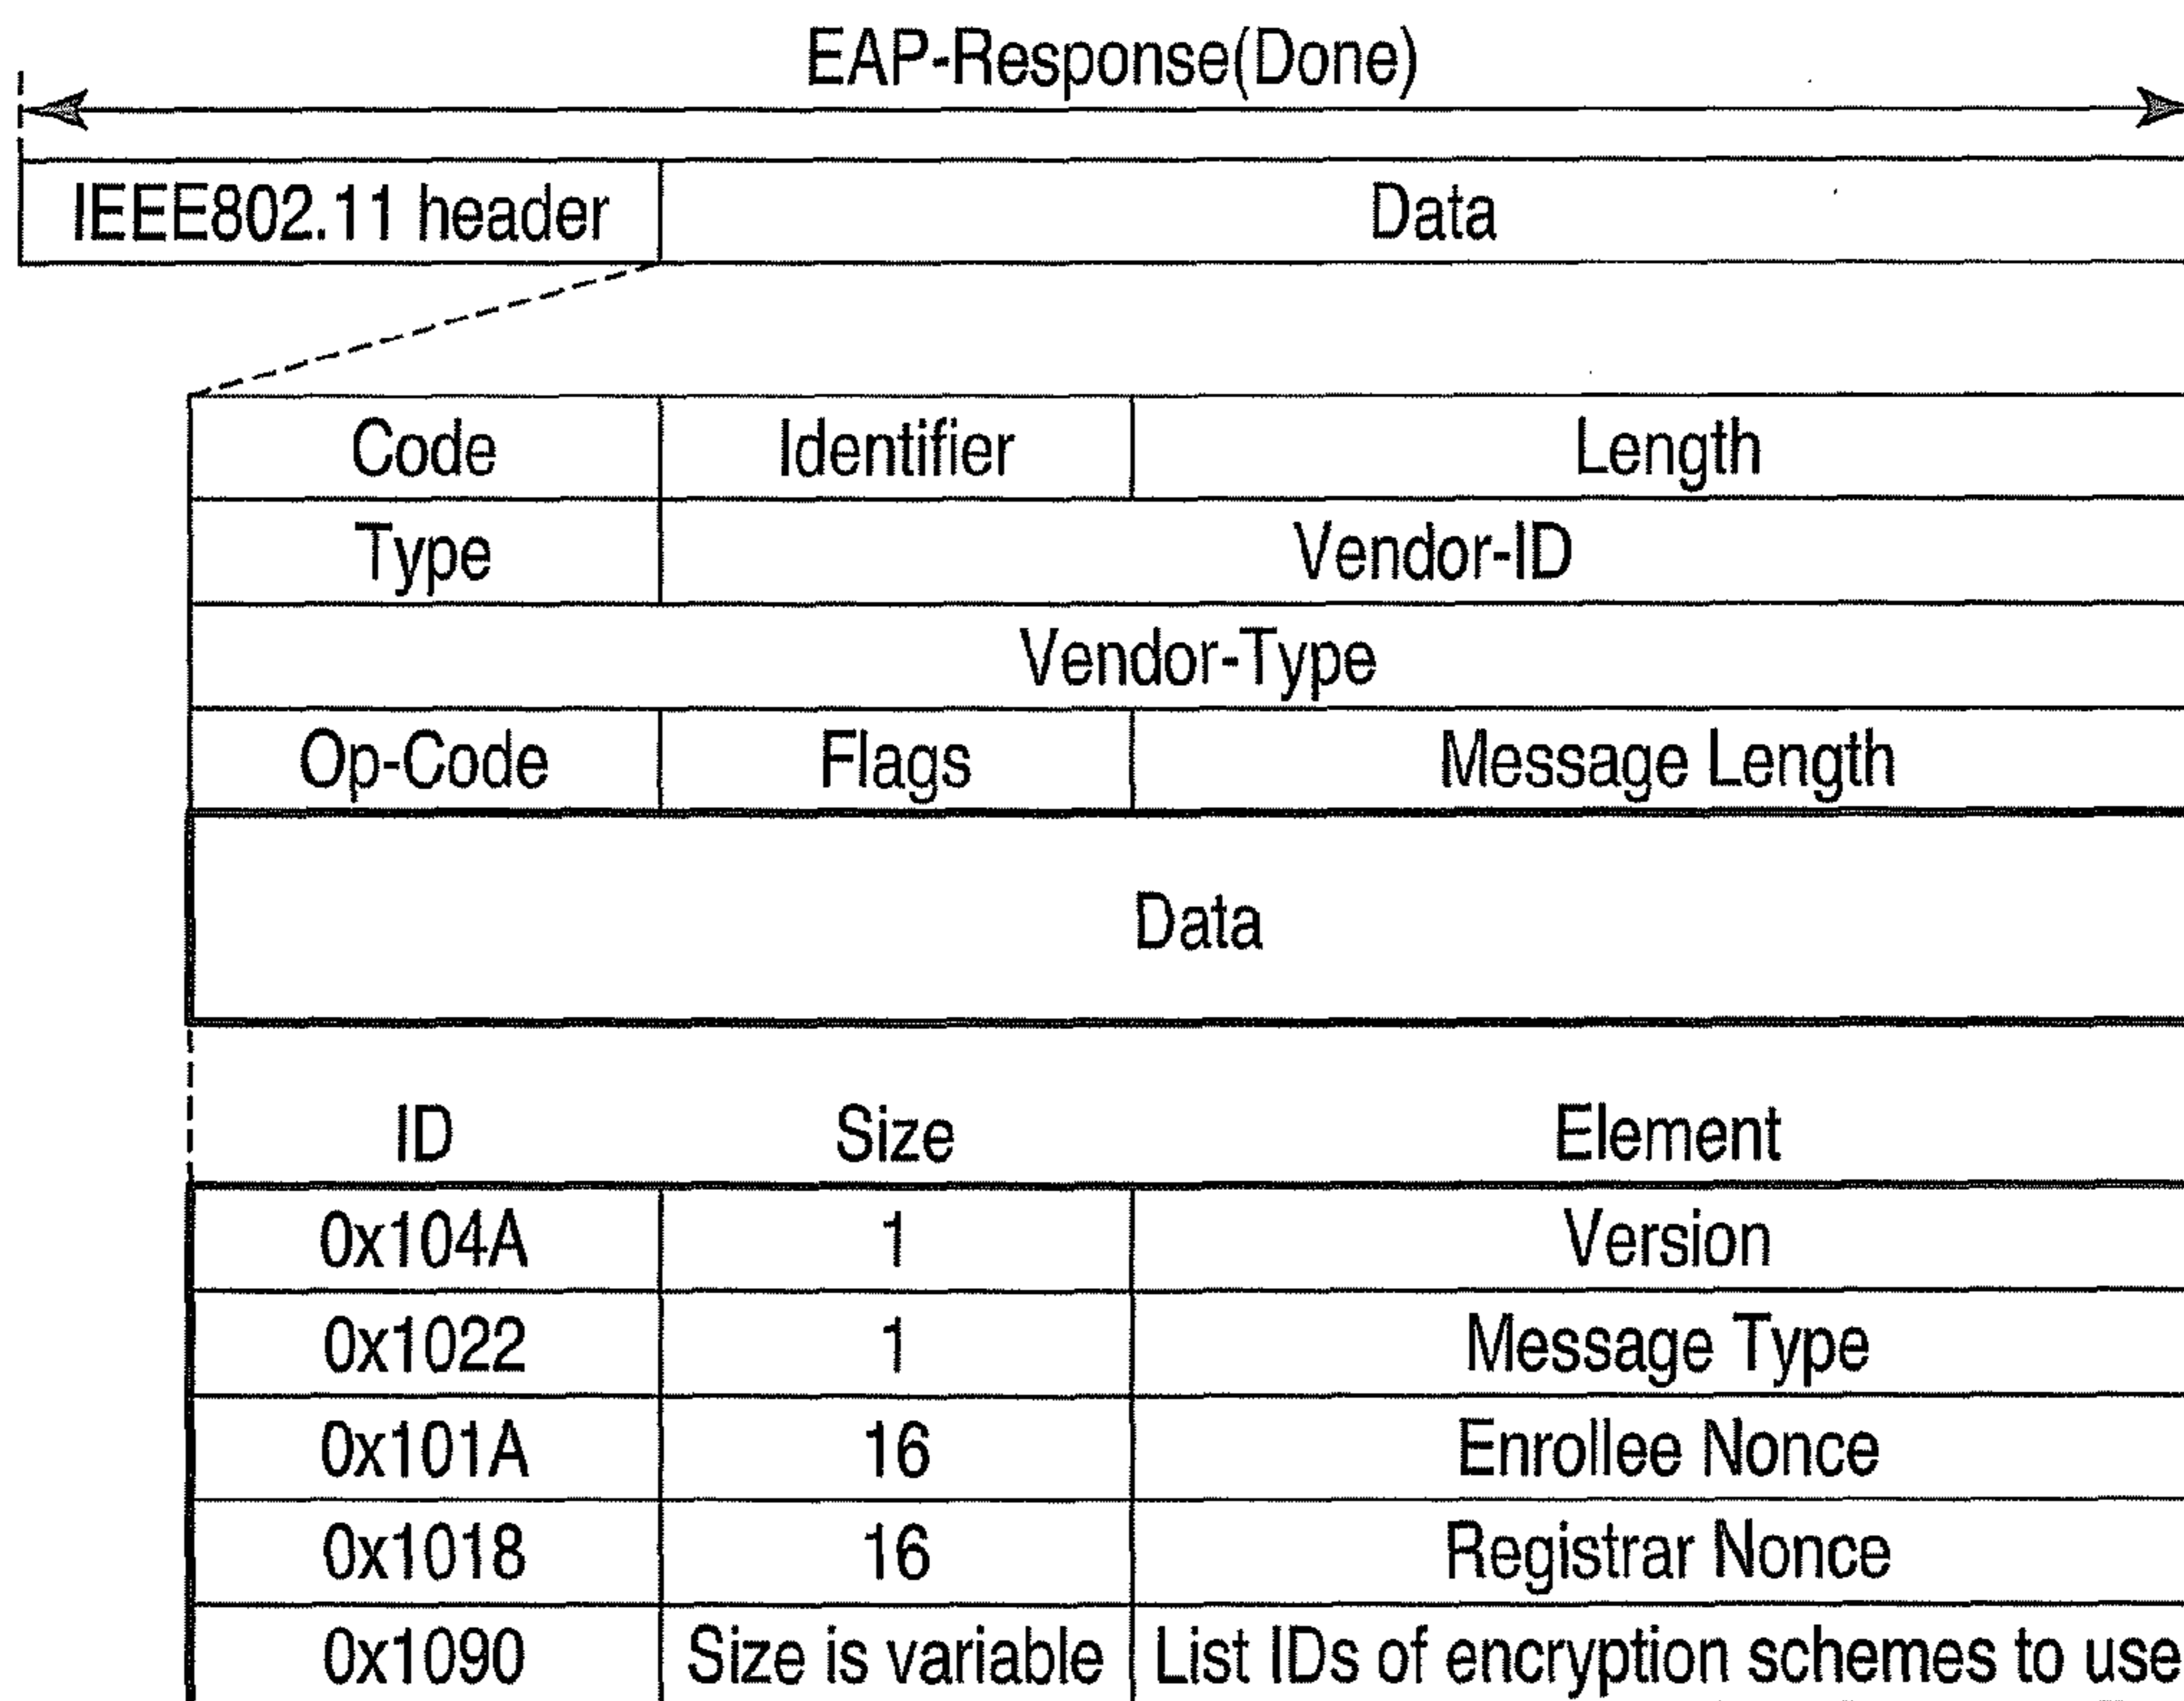 EAP-Response(Done)
IEEE802.11 header Data
Code Identifier Length
Type Vendor-ID
Vendor-Type
Op-Code Flags Message Length
Data
ID Size Element
0x104A 1 Version
0x1022 1 Message Type
0x101A 16 Enrollee Nonce
0x1018 16 Registrar Nonce
0x1090 Size is variable List IDs of encryption schemes to use